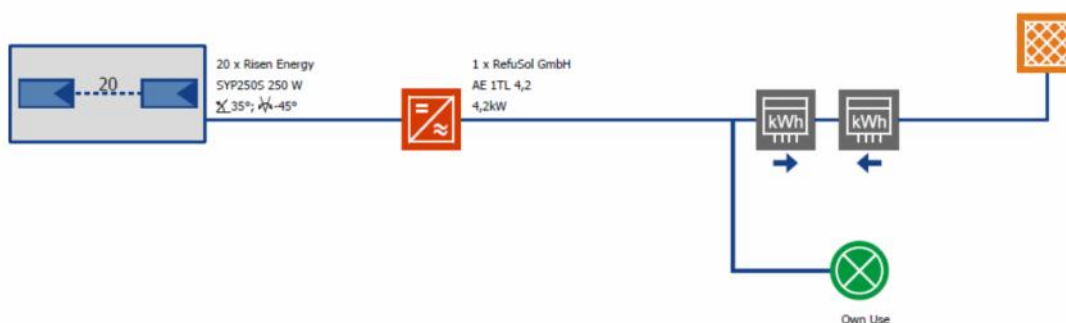 20
20 x Risen Energy
SYP250S 250 W
35°; -45°
1 x RefuSol GmbH
AE 1TL 4,2
4,2kW
kWh
kWh
Own Use